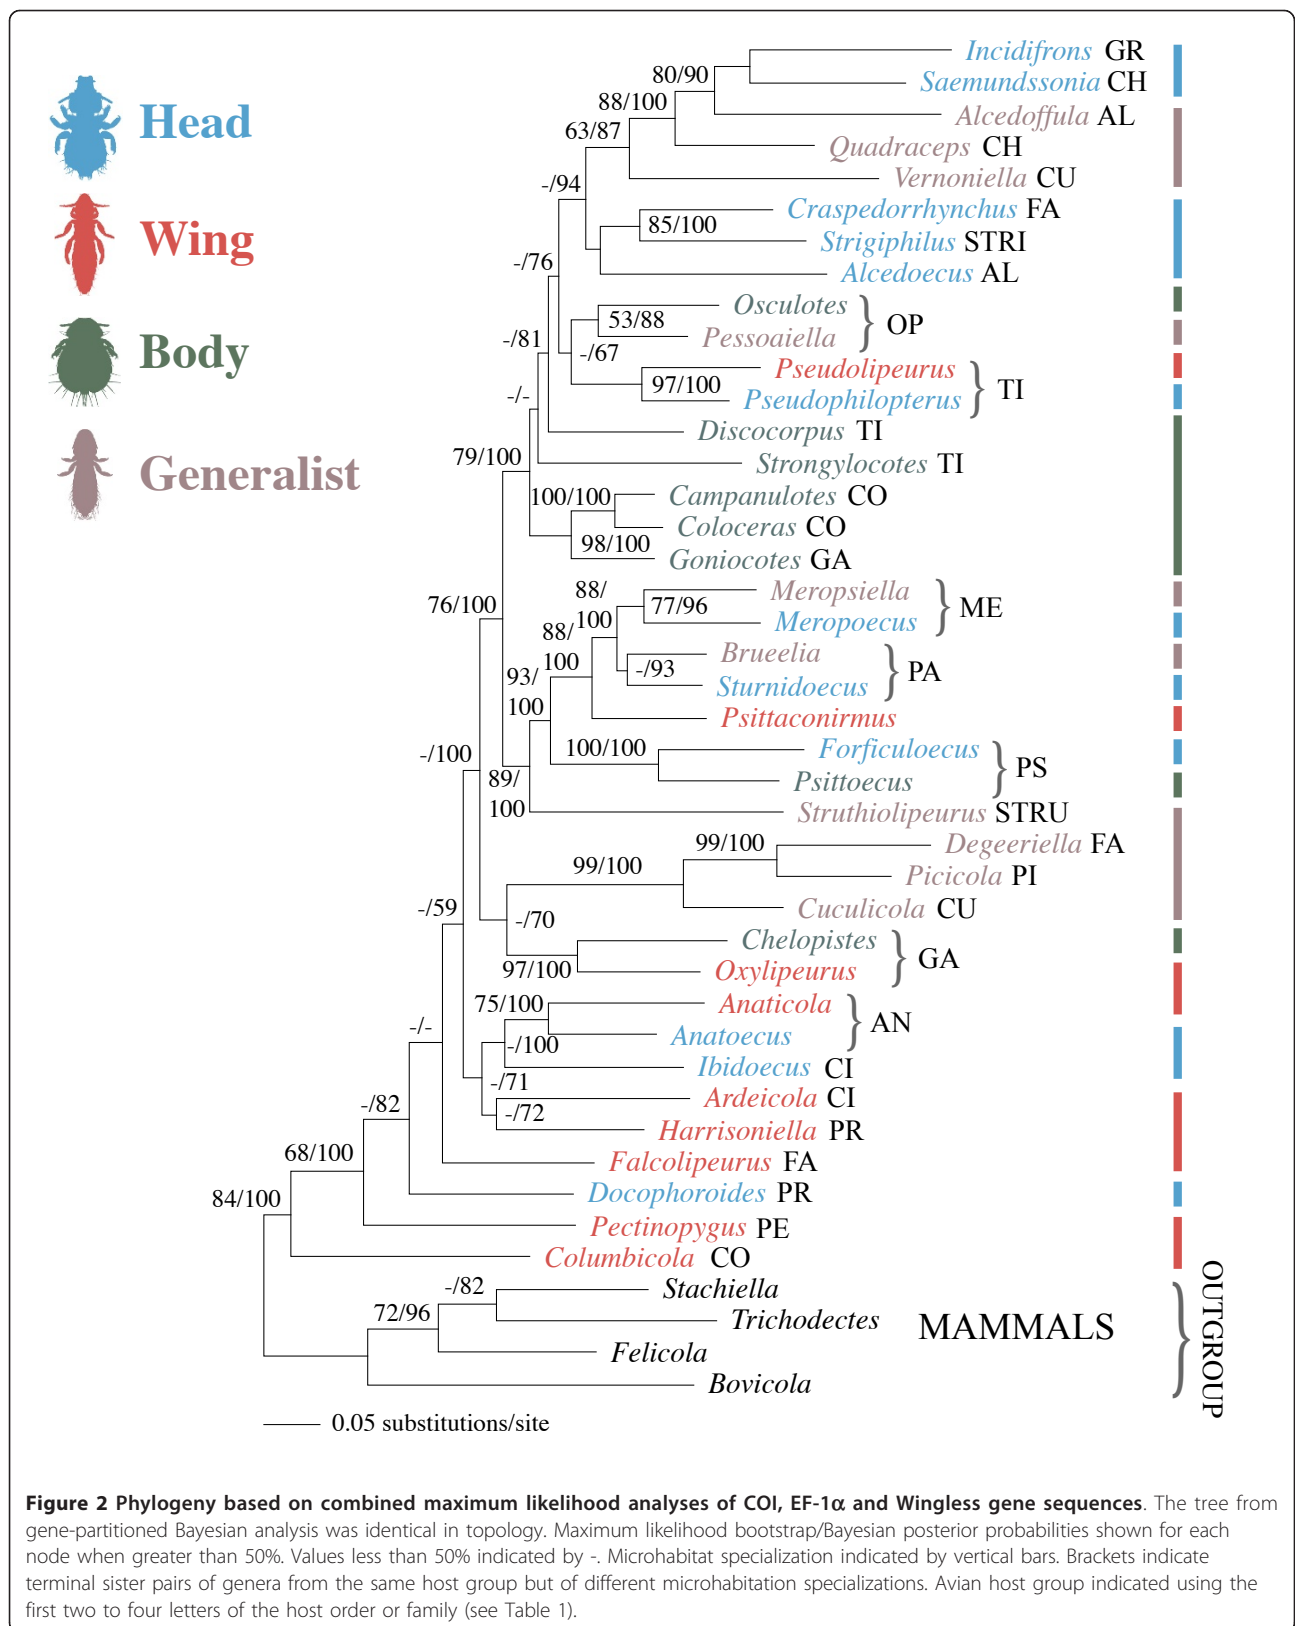 Head
Wing
Body
Generalist
Incidifrons GR
80/90
Saemundssonia CH
88/100
Alcedoffula AL
63/87
Quadraceps CH
Vernoniella CU
-/94
Craspedorrhynchus FA
85/100
Strigiphilus STRI
-/76
Alcedoecus AL
Osculotes
53/88
OP
Pessoaiella
-/81
-/67
Pseudolipeurus
97/100
TI
Pseudophilopterus
-/-
Discocorpus TI
79/100
Strongylocotes TI
100/100
Campanulotes CO
Coloceras CO
98/100
Goniocotes GA
88/
100
Meropsiella
77/96
ME
76/100
Meropoecus
88/
100
Brueelia
-/93
PA
93/
100
Sturnidoecus
Psittaconirmus
-/100
100/100
Forficuloecus
PS
89/
100
Psittoecus
Struthiolipeurus STRU
99/100
Degeeriella FA
99/100
Picicola PI
-/59
Cuculicola CU
-/70
Chelopistes
GA
97/100
Oxylipeurus
75/100
Anaticola
AN
-/-
Anatoecus
-/100
Ibidoecus CI
-/71
Ardeicola CI
-/82
-/72
Harrisoniella PR
68/100
Falcolipeurus FA
84/100
Docophoroides PR
Pectinopygus PE
Columbicola CO
-/82
Stachiella
72/96
Trichodectes
MAMMALS
OUTGROUP
Felicola
Bovicola
0.05 substitutions/site
Figure 2 Phylogeny based on combined maximum likelihood analyses of COI, EF-1α and Wingless gene sequences. The tree from
gene-partitioned Bayesian analysis was identical in topology. Maximum likelihood bootstrap/Bayesian posterior probabilities shown for each
node when greater than 50%. Values less than 50% indicated by -. Microhabitat specialization indicated by vertical bars. Brackets indicate
terminal sister pairs of genera from the same host group but of different microhabitation specializations. Avian host group indicated using the
first two to four letters of the host order or family (see Table 1).